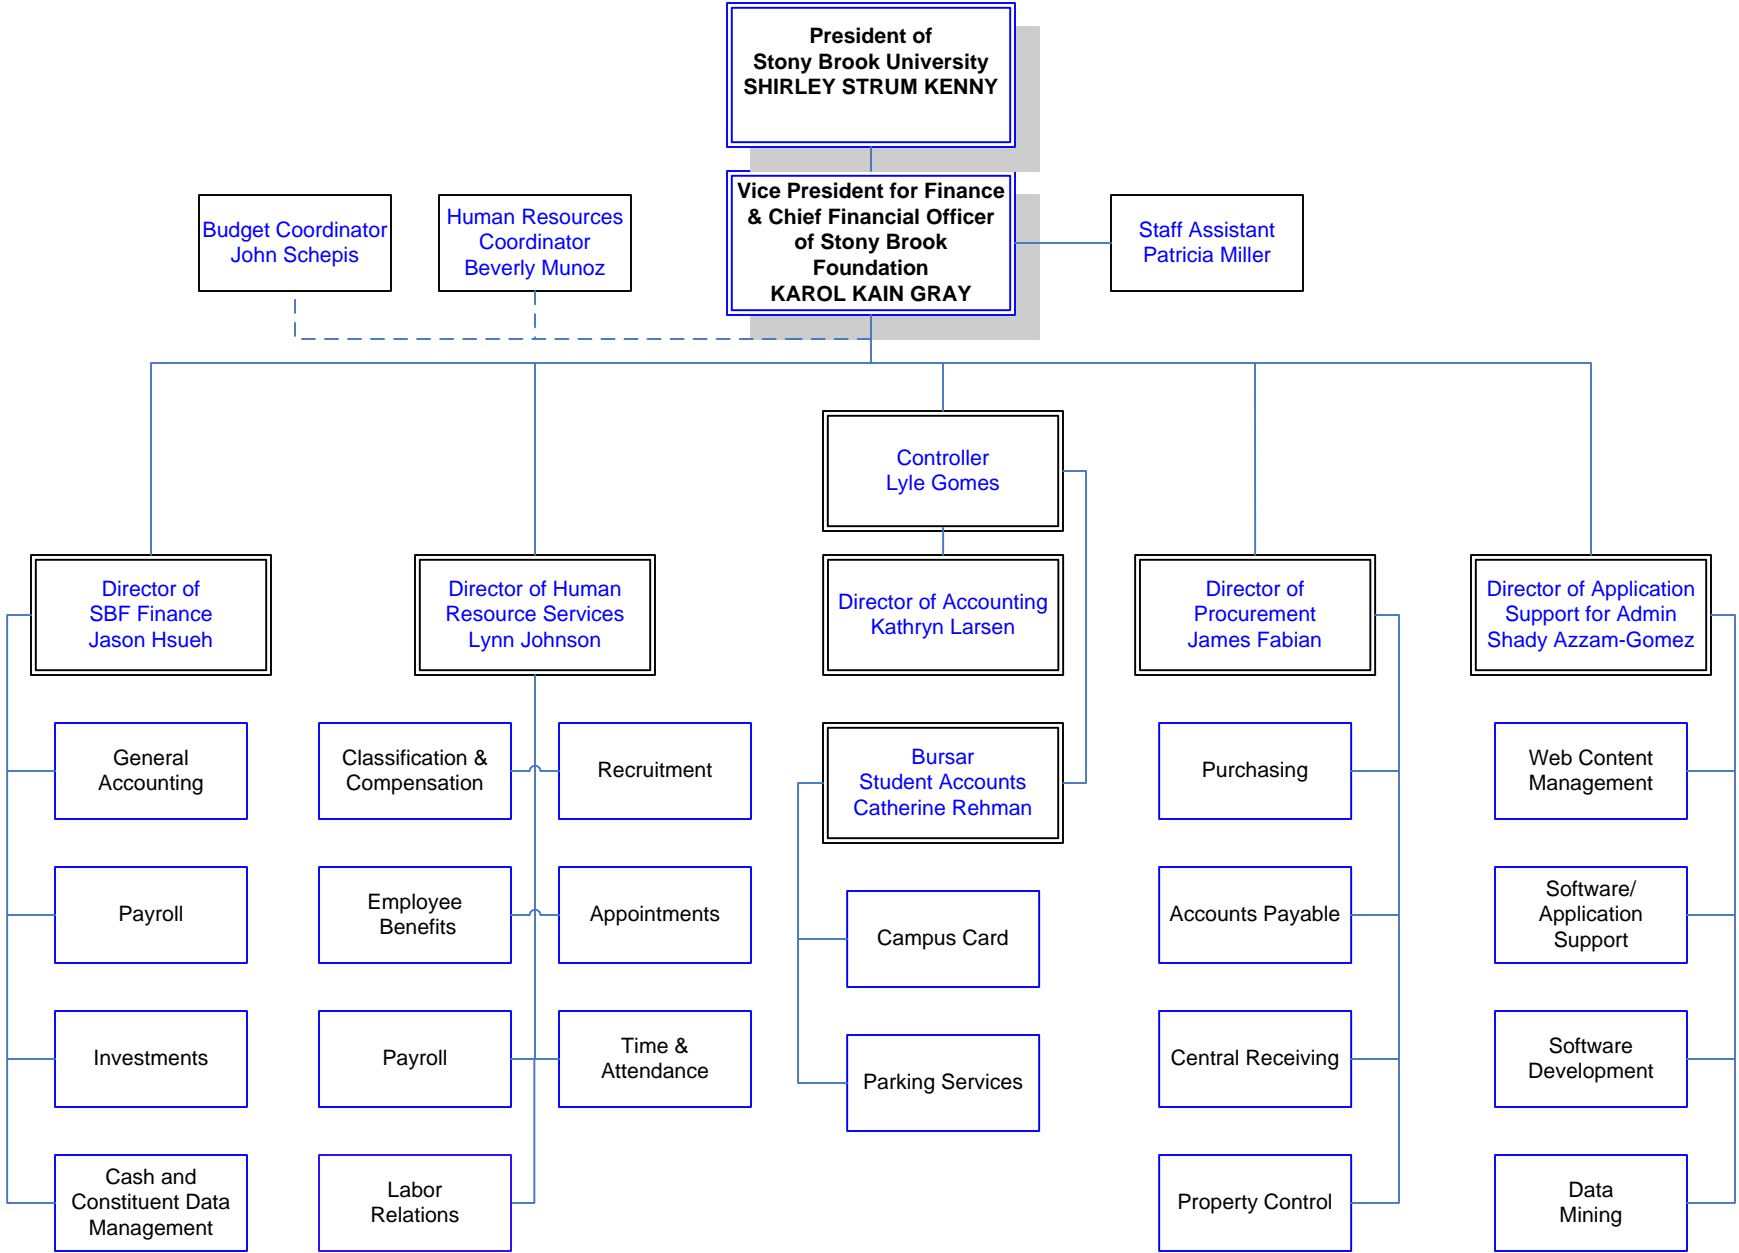 President of
Stony Brook University
SHIRLEY STRUM KENNY
Vice President for Finance
& Chief Financial Officer
of Stony Brook
Foundation
KAROL KAIN GRAY
Budget Coordinator
John Schepis
Human Resources
Coordinator
Beverly Munoz
Staff Assistant
Patricia Miller
Controller
Lyle Gomes
Director of
SBF Finance
Jason Hsueh
Director of Human
Resource Services
Lynn Johnson
Director of Accounting
Kathryn Larsen
Director of
Procurement
James Fabian
Director of Application
Support for Admin
Shady Azzam-Gomez
General
Accounting
Classification &
Compensation
Recruitment
Bursar
Student Accounts
Catherine Rehman
Purchasing
Web Content
Management
Payroll
Employee
Benefits
Appointments
Campus Card
Accounts Payable
Software/
Application
Support
Investments
Payroll
Time &
Attendance
Parking Services
Central Receiving
Software
Development
Cash and
Constituent Data
Management
Labor
Relations
Property Control
Data
Mining